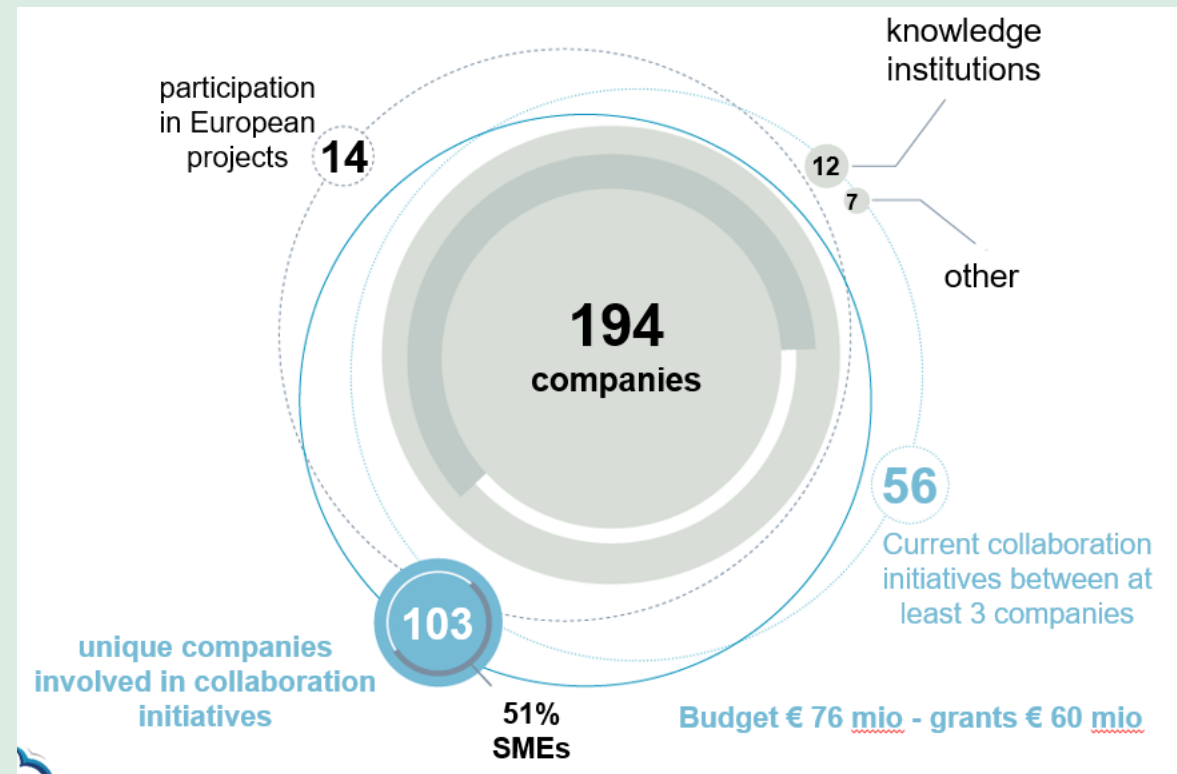 knowledge
institutions
participation
in European
projects
14
12
7
other
194
companies
56
Current collaboration
initiatives between at
least 3 companies
103
unique companies
involved in collaboration
initiatives
51%
SMEs
Budget € 76 mio - grants € 60 mio